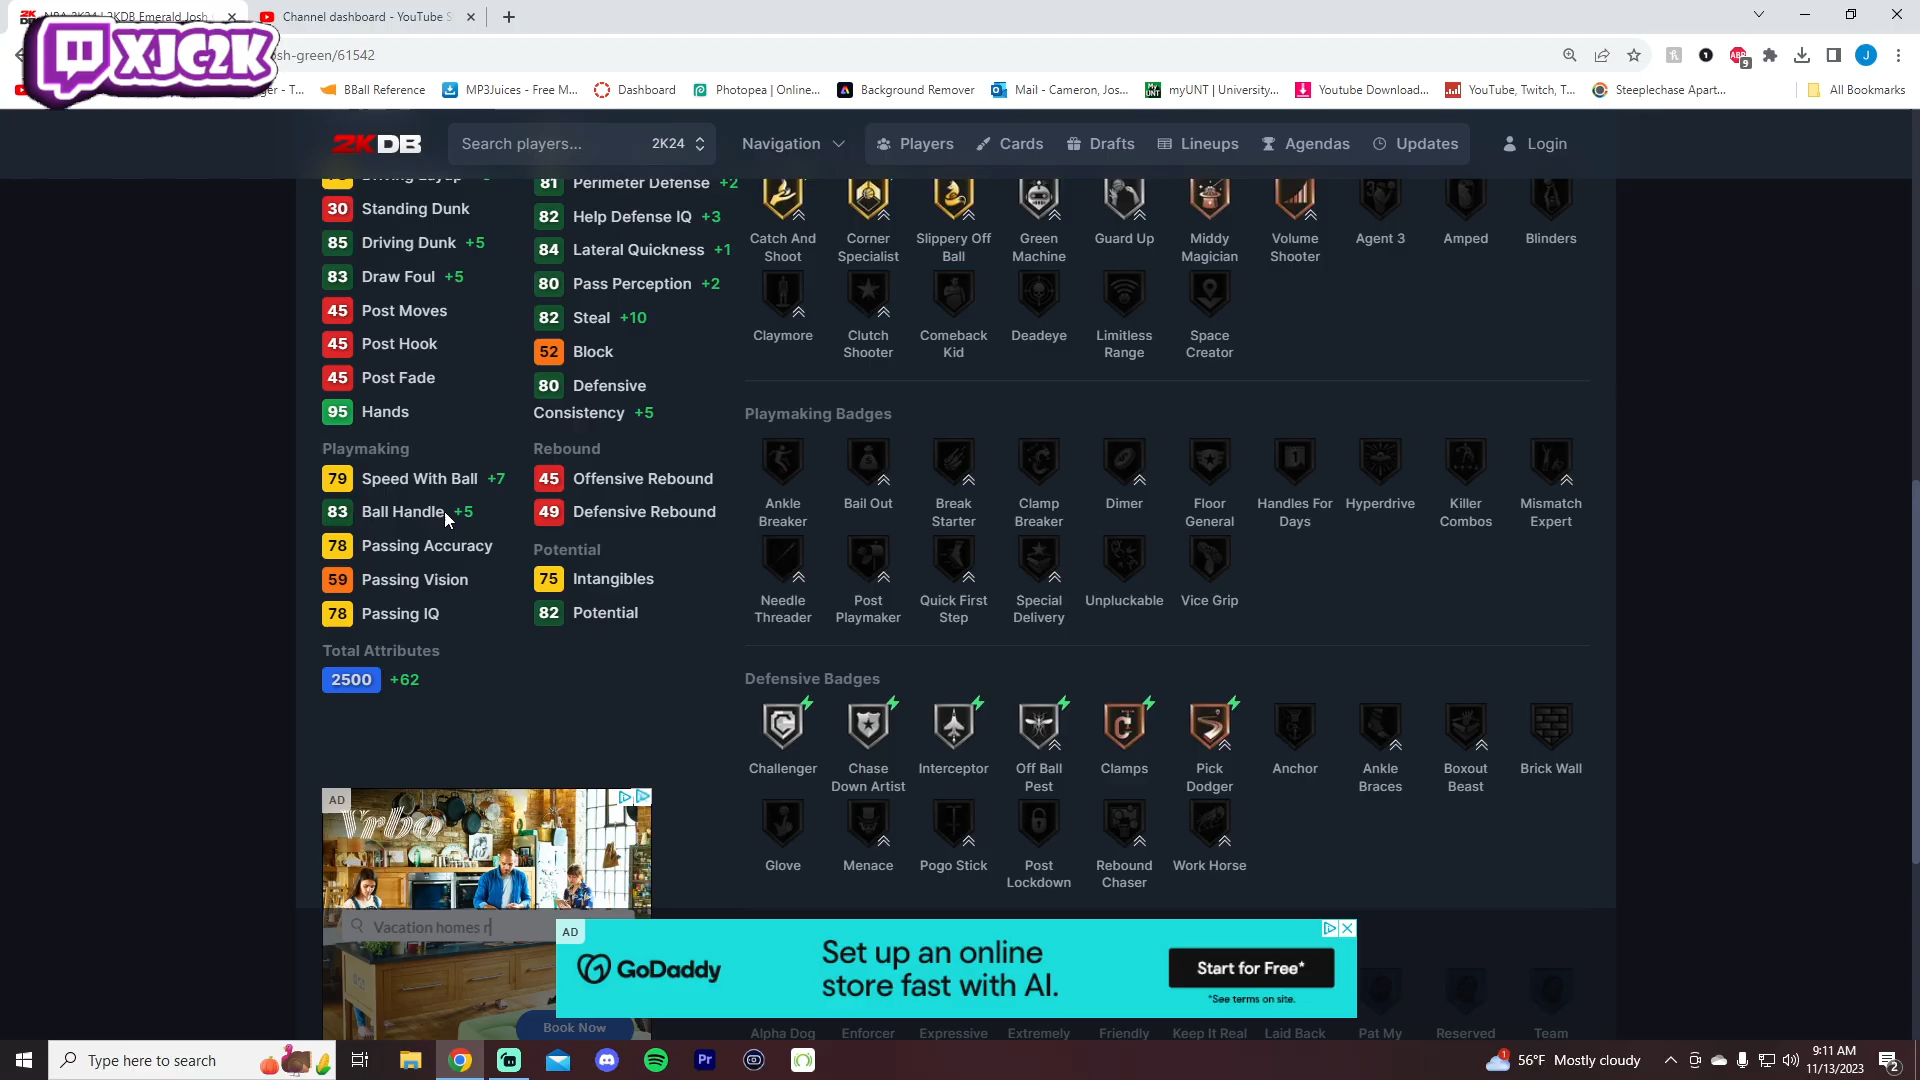 2KDB Emerald Josh
Channel dashboard - YouTube S
XJC2K
sh-green/61542
ABP
9
J
ger - T...
BBall Reference
MP3Juices - Free M...
Dashboard
Photopea | Online...
Background Remover
Mail - Cameron, Jos...
myUNT | University...
Youtube Download...
YouTube, Twitch, T...
Steeplechase Apart...
All Bookmarks
2KDB
Search players...
2K24
Navigation
Players
Cards
Drafts
Lineups
Agendas
Updates
Login
30 Standing Dunk
85 Driving Dunk +5
83 Draw Foul +5
45 Post Moves
45 Post Hook
45 Post Fade
95 Hands
Playmaking
79 Speed With Ball +7
83 Ball Handle +5
78 Passing Accuracy
59 Passing Vision
78 Passing IQ
Total Attributes
2500 +62
81 Perimeter Defense +2
82 Help Defense IQ +3
84 Lateral Quickness +1
80 Pass Perception +2
82 Steal +10
52 Block
80 Defensive
Consistency +5
Rebound
45 Offensive Rebound
49 Defensive Rebound
Potential
75 Intangibles
82 Potential
Catch And
Shoot
Corner
Specialist
Slippery Off
Ball
Green
Machine
Guard Up
Middy
Magician
Volume
Shooter
Agent 3
Amped
Blinders
Claymore
Clutch
Shooter
Comeback
Kid
Deadeye
Limitless
Range
Space
Creator
Playmaking Badges
Ankle
Breaker
Bail Out
Break
Starter
Clamp
Breaker
Dimer
Floor
General
Handles For
Days
Hyperdrive
Killer
Combos
Mismatch
Expert
Needle
Threader
Post
Playmaker
Quick First
Step
Special
Delivery
Unpluckable
Vice Grip
Defensive Badges
Challenger
Chase
Down Artist
Interceptor
Off Ball
Pest
Clamps
Pick
Dodger
Anchor
Ankle
Braces
Boxout
Beast
Brick Wall
Glove
Menace
Pogo Stick
Post
Lockdown
Rebound
Chaser
Work Horse
AD
Vrbo
Vacation homes r
Book Now
AD
GoDaddy
Set up an online
store fast with AI.
Start for Free*
*See terms on site.
Alpha Dog
Enforcer
Expressive
Extremely
Friendly
Keep It Real
Laid Back
Pat My
Reserved
Team
Type here to search
Pr
1
56°F Mostly cloudy
9:11 AM
11/13/2023
2